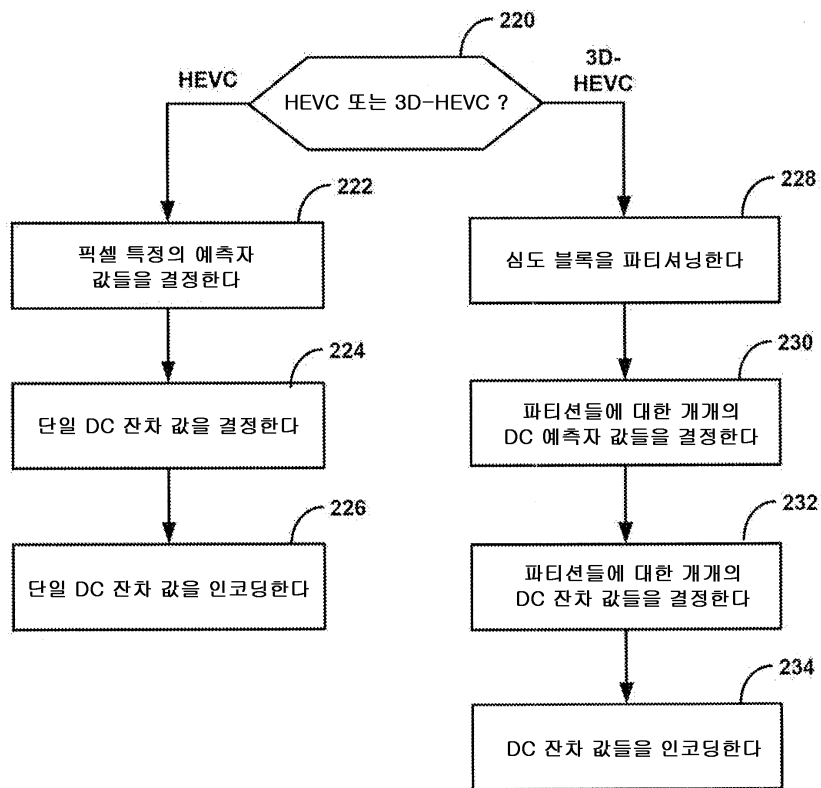 220
HEVC
3D-
HEVC
HEVC 또는 3D-HEVC ?
222
픽셀 특정의 예측자
값들을 결정한다
224
단일 DC 잔차 값을 결정한다
226
단일 DC 잔차 값을 인코딩한다
228
심도 블록을 파티셔닝한다
230
파티션들에 대한 개개의
DC 예측자 값들을 결정한다
232
파티션들에 대한 개개의
DC 잔차 값들을 결정한다
234
DC 잔차 값들을 인코딩한다